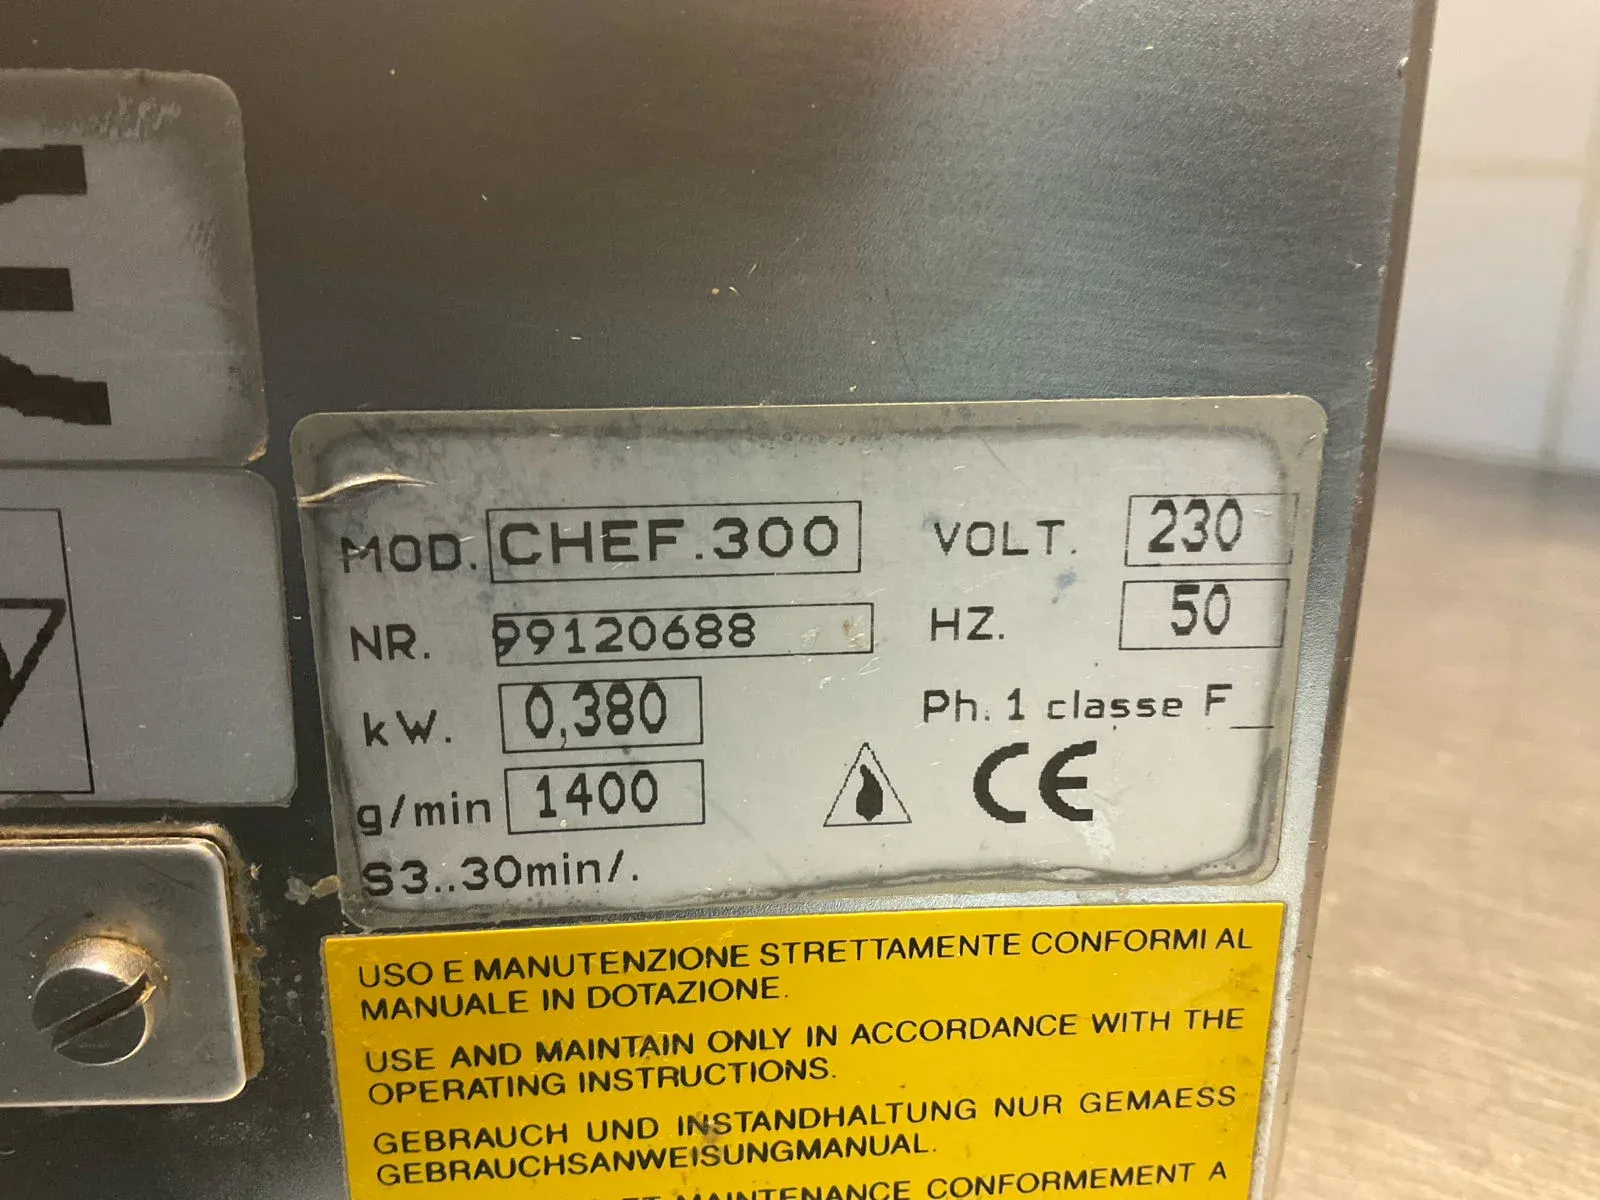 MOD. CHEF.300 VOLT. 230
NR. 99120688 HZ. 50
kW. 0,380 Ph. 1 classe F_
g/min 1400 CE
S3..30min/.
USO E MANUTENZIONE STRETTAMENTE CONFORMI AL
MANUALE IN DOTAZIONE.
USE AND MAINTAIN ONLY IN ACCORDANCE WITH THE
OPERATING INSTRUCTIONS.
GEBRAUCH UND INSTANDHALTUNG NUR GEMAESS
GEBRAUCHSANWEISUNGMANUAL.
ET MAINTENANCE CONFORMEMENT A